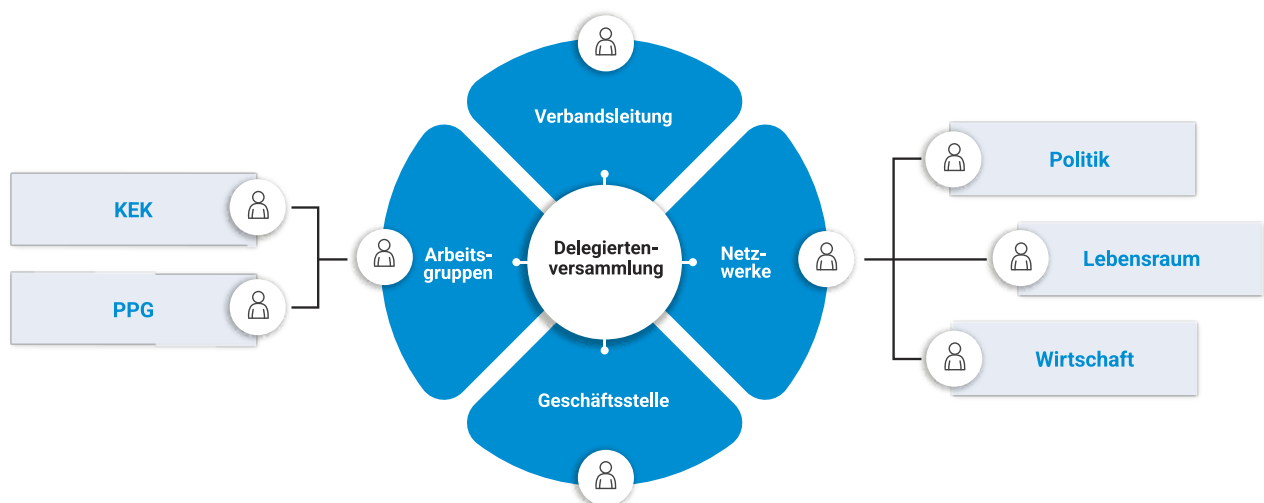 Verbandsleitung
KEK
PPG
Arbeits-
gruppen
Delegierten-
versammlung
Netz-
werke
Politik
Lebensraum
Wirtschaft
Geschäftsstelle